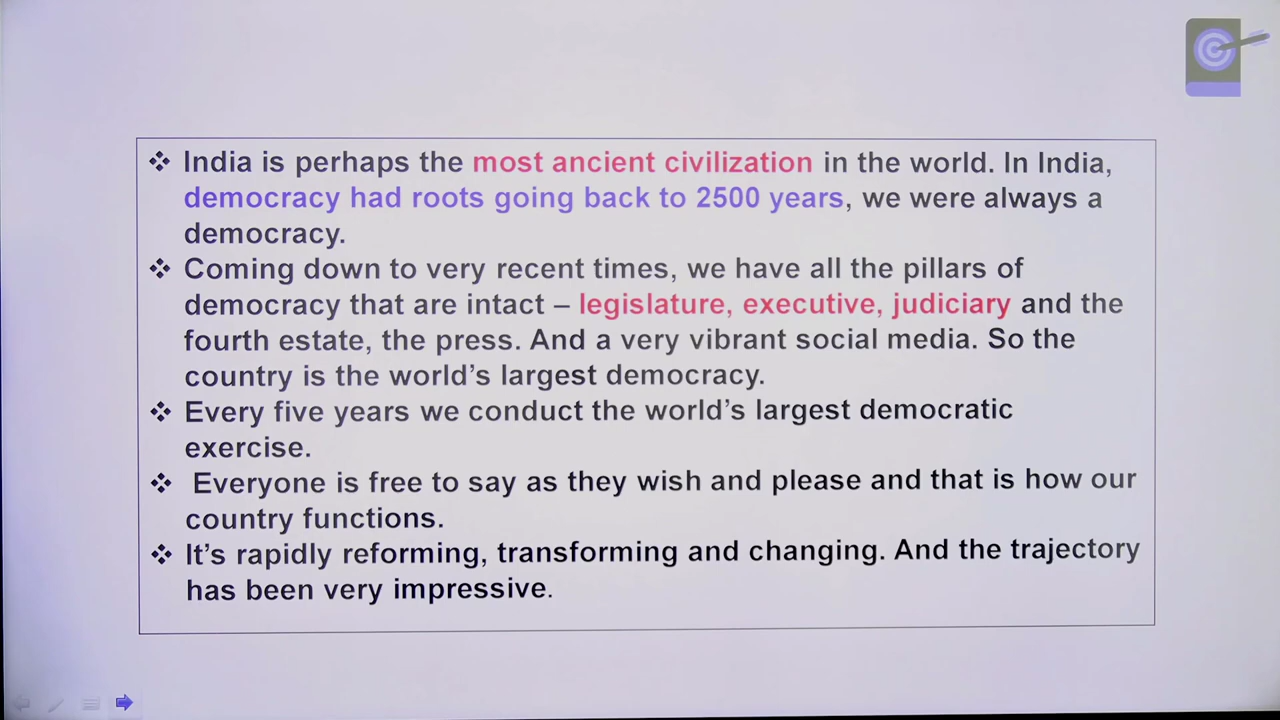 ❖ India is perhaps the most ancient civilization in the world. In India,
democracy had roots going back to 2500 years, we were always a
democracy.
❖ Coming down to very recent times, we have all the pillars of
democracy that are intact – legislature, executive, judiciary and the
fourth estate, the press. And a very vibrant social media. So the
country is the world’s largest democracy.
❖ Every five years we conduct the world’s largest democratic
exercise.
❖ Everyone is free to say as they wish and please and that is how our
country functions.
❖ It’s rapidly reforming, transforming and changing. And the trajectory
has been very impressive.